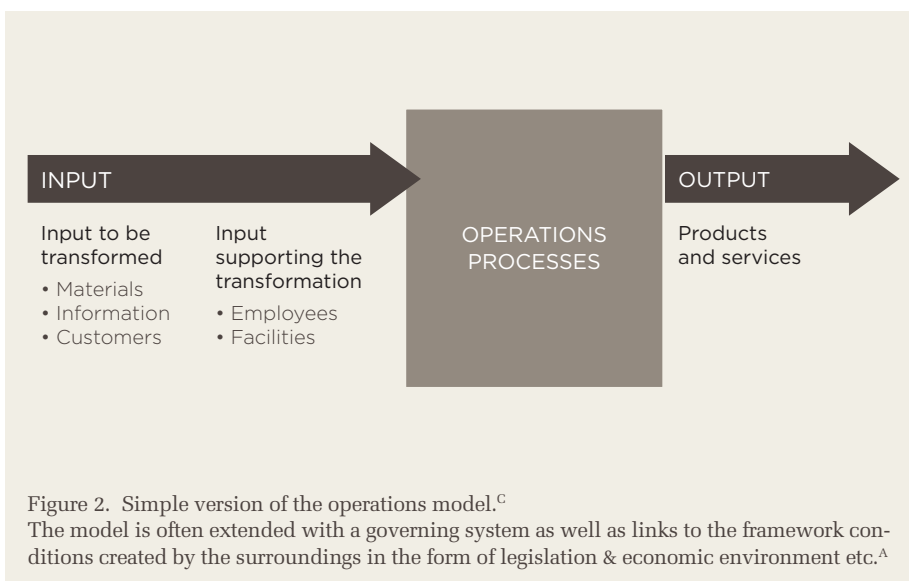 INPUT
Input to be
transformed
• Materials
• Information
• Customers
Input
supporting the
transformation
• Employees
• Facilities
OPERATIONS
PROCESSES
OUTPUT
Products
and services
Figure 2. Simple version of the operations model.C
The model is often extended with a governing system as well as links to the framework con-
ditions created by the surroundings in the form of legislation & economic environment etc.A